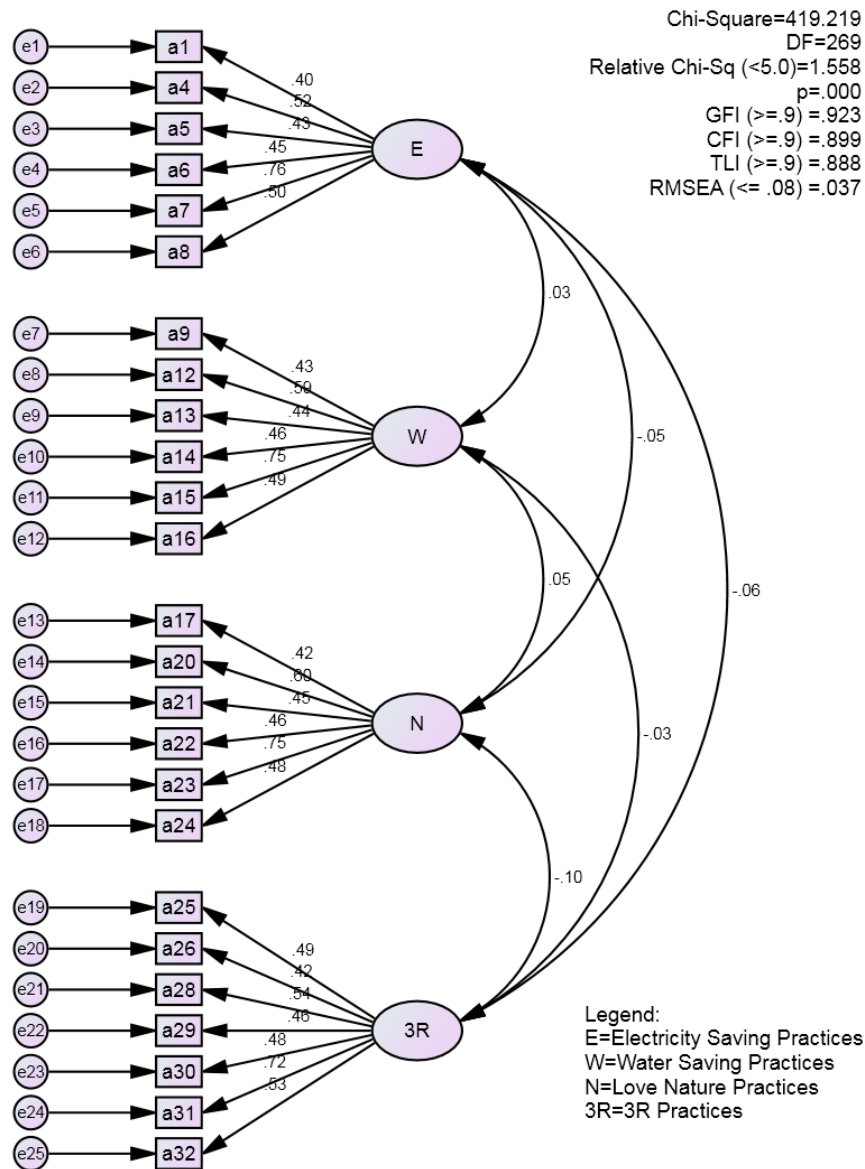 Chi-Square=419.219
DF=269
Relative Chi-Sq (<5.0)=1.558
p=.000
GFI (>=.9) =.923
CFI (>=.9) =.899
TLI (>=.9) =.888
RMSEA (<= .08) =.037
e1 a1 .40
e2 a4 .52
e3 a5 .43
e4 a6 .45
e5 a7 .76
e6 a8 .50
E
.03
e7 a9 .43
e8 a12 .59
e9 a13 .44
e10 a14 .46
e11 a15 .75
e12 a16 .49
W
-.05
.05
-.06
e13 a17 .42
e14 a20 .60
e15 a21 .45
e16 a22 .46
e17 a23 .75
e18 a24 .48
N
-.03
-.10
e19 a25 .49
e20 a26 .42
e21 a28 .54
e22 a29 .46
e23 a30 .48
e24 a31 .72
e25 a32 .53
3R
Legend:
E=Electricity Saving Practices
W=Water Saving Practices
N=Love Nature Practices
3R=3R Practices